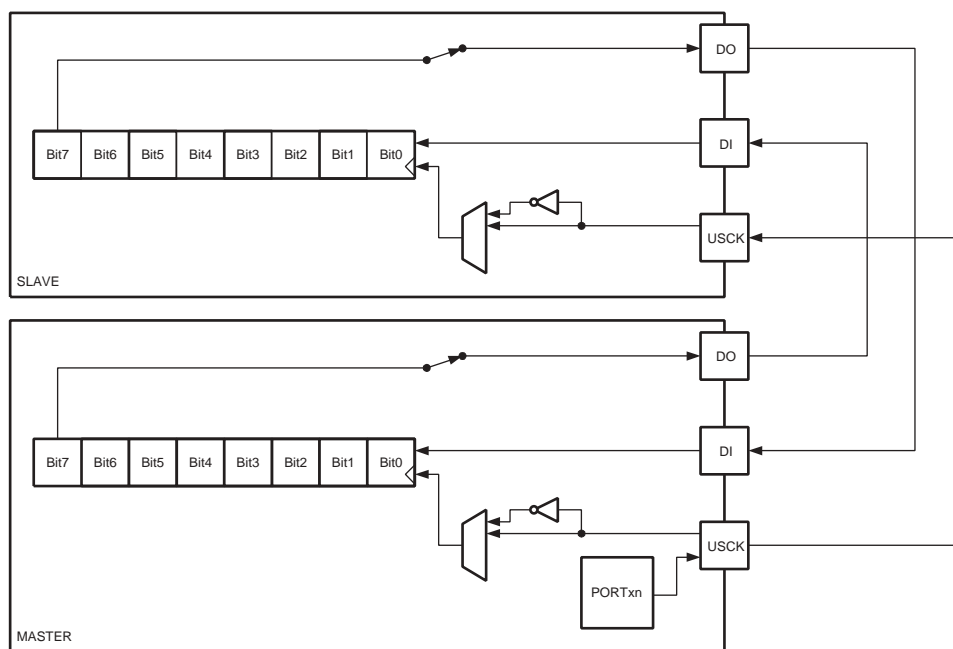 DO
Bit7 Bit6 Bit5 Bit4 Bit3 Bit2 Bit1 Bit0
DI
USCK
SLAVE
DO
Bit7 Bit6 Bit5 Bit4 Bit3 Bit2 Bit1 Bit0
DI
USCK
PORTxn
MASTER